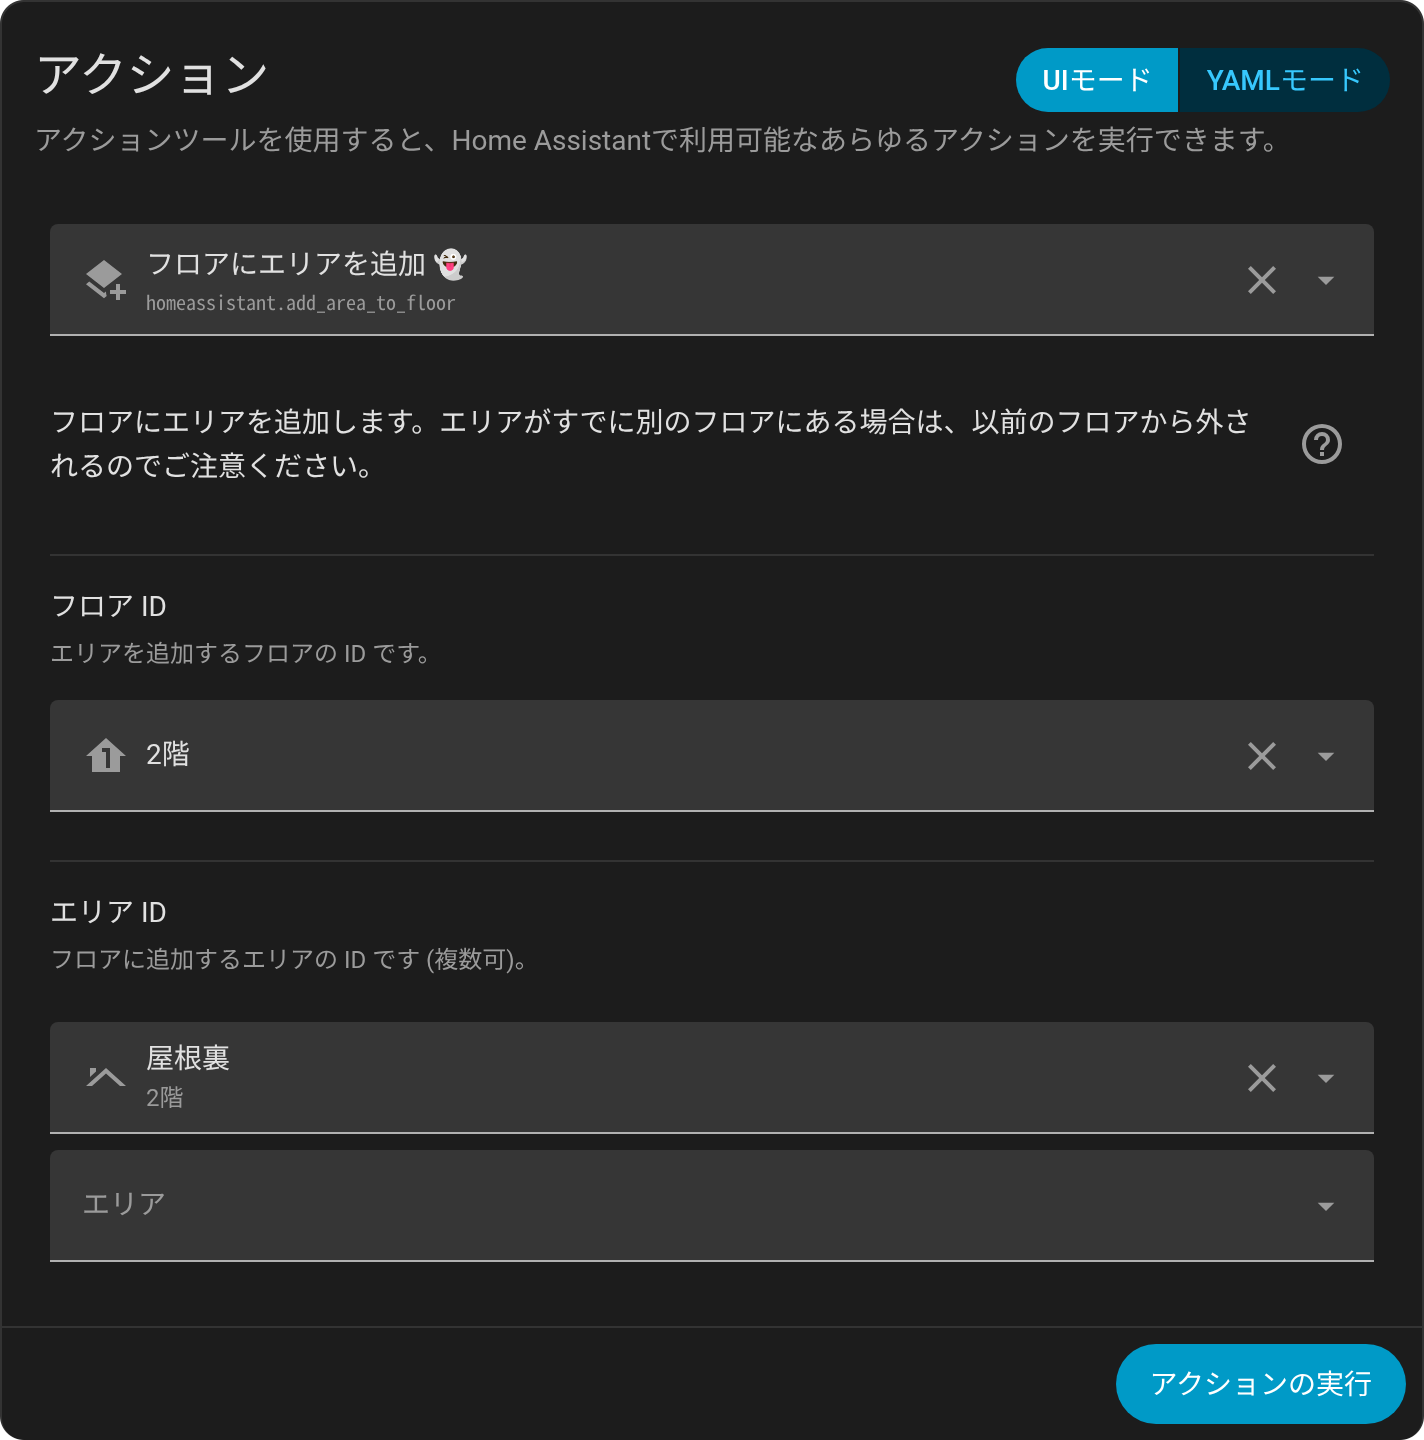 アクション
UIモード
YAMLモード
アクションツールを使用すると、Home Assistantで利用可能なあらゆるアクションを実行できます。
フロアにエリアを追加 👻
homeassistant.add_area_to_floor
フロアにエリアを追加します。エリアがすでに別のフロアにある場合は、以前のフロアから外さ
れるのでご注意ください。
フロア ID
エリアを追加するフロアの ID です。
2階
エリア ID
フロアに追加するエリアの ID です (複数可)。
屋根裏
2階
エリア
アクションの実行